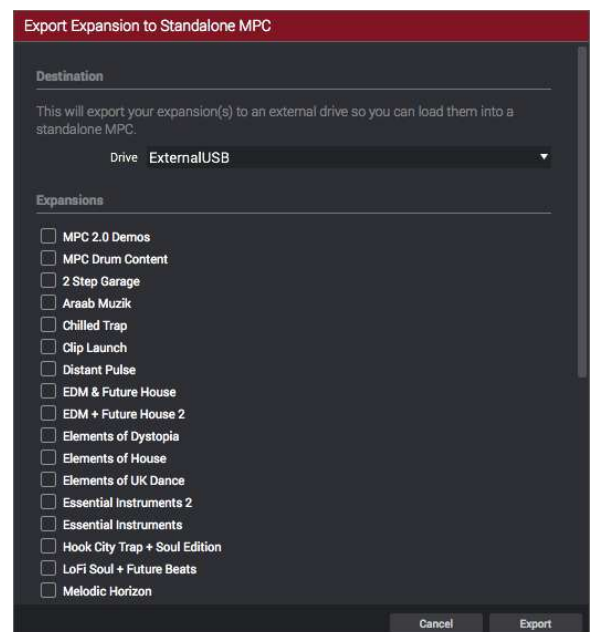 Export Expansion to Standalone MPC
Destination
This will export your expansion(s) to an external drive so you can load them into a
standalone MPC.
Drive ExternalUSB
Expansions
MPC 2.0 Demos
MPC Drum Content
2 Step Garage
Araab Muzik
Chilled Trap
Clip Launch
Distant Pulse
EDM & Future House
EDM + Future House 2
Elements of Dystopia
Elements of House
Elements of UK Dance
Essential Instruments 2
Essential Instruments
Hook City Trap + Soul Edition
LoFi Soul + Future Beats
Melodic Horizon
Cancel Export